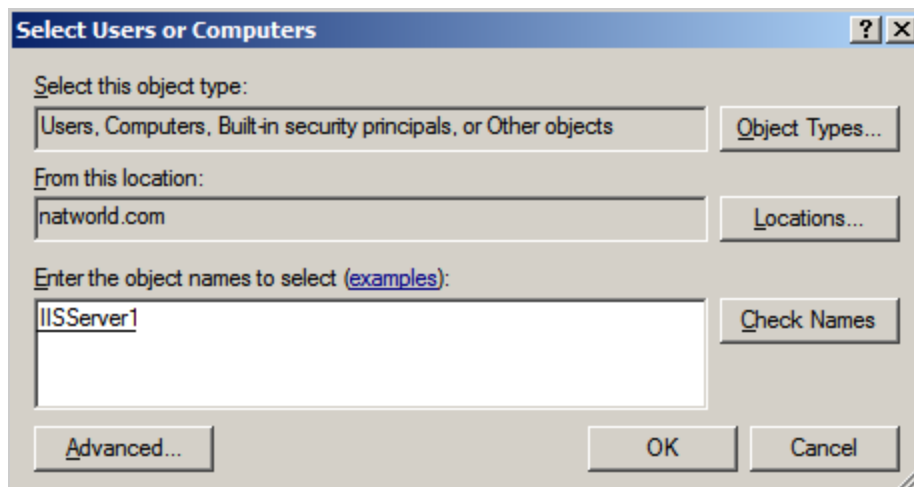 Select Users or Computers
Select this object type:
Users, Computers, Built-in security principals, or Other objects
Object Types...
From this location:
natworld.com
Locations...
Enter the object names to select (examples):
IISServer1
Check Names
Advanced...
OK
Cancel